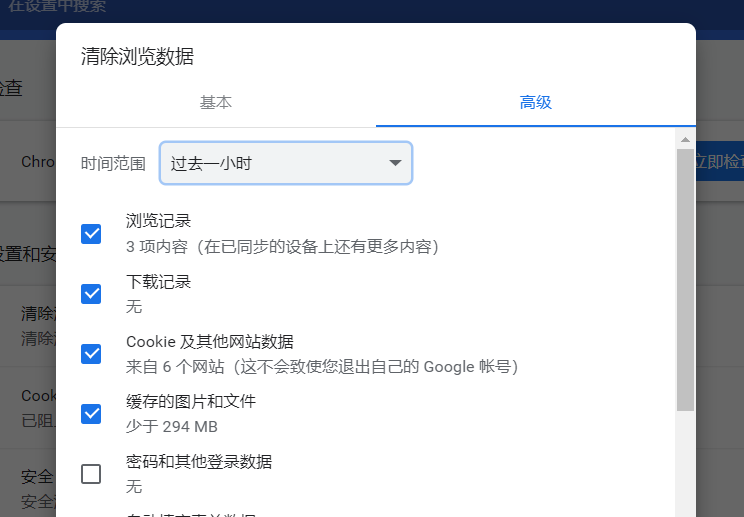 在设置中搜索
清除浏览数据
检查
基本
高级
Chro
时间范围
过去一小时
立即检查
浏览记录
3 项内容（在已同步的设备上还有更多内容）
设置和安
下载记录
无
清除
清除
Cookie 及其他网站数据
来自 6 个网站（这不会致使您退出自己的 Google 帐号）
Cook
已阻
缓存的图片和文件
少于 294 MB
密码和其他登录数据
无
安全
安全